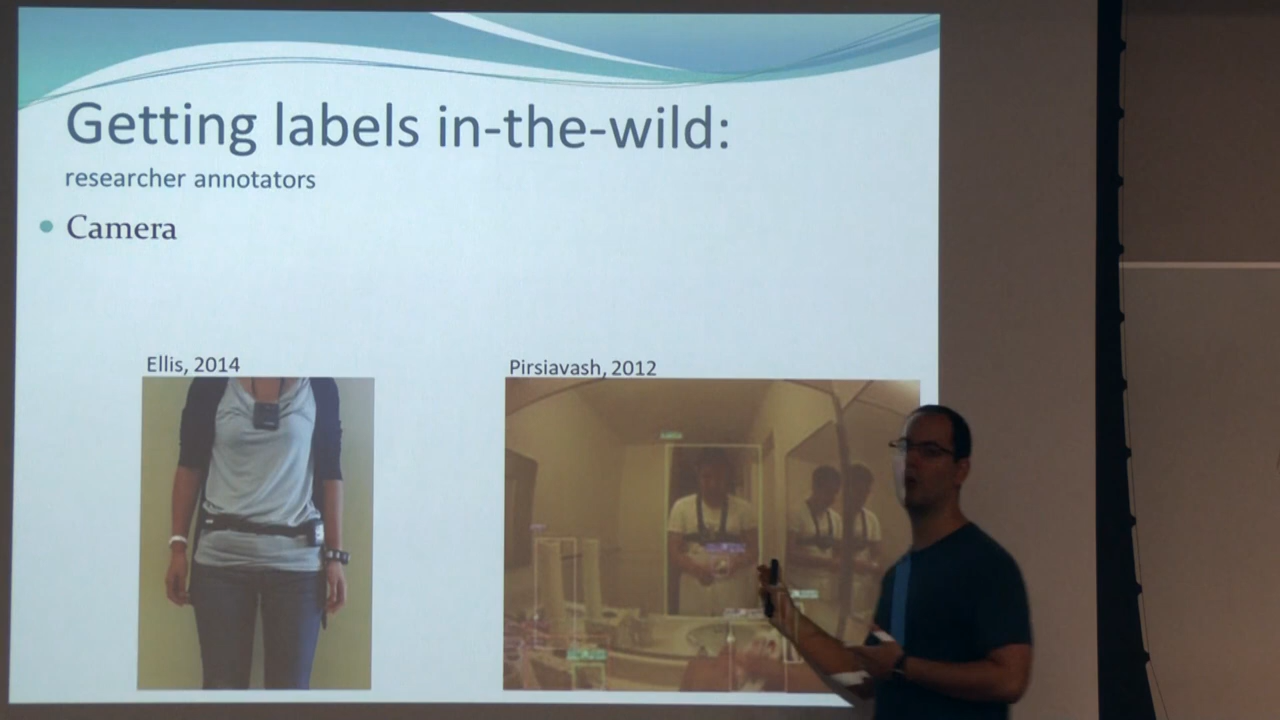 Getting labels in-the-wild:
researcher annotators
Camera
Ellis, 2014
Pirsiavash, 2012